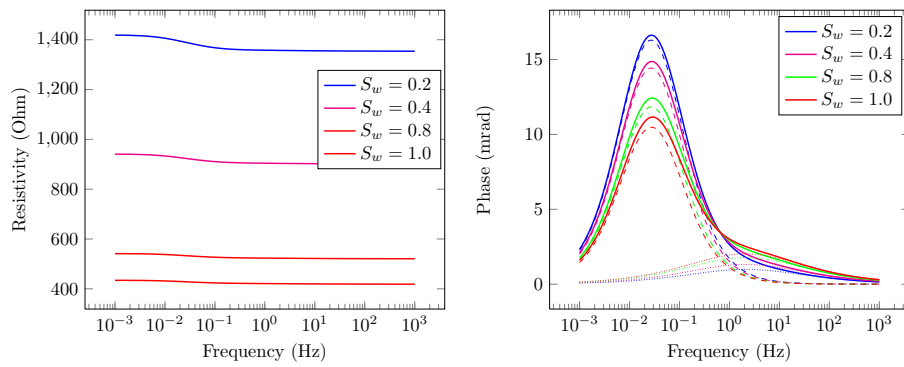 1,400
1,200
1,000
800
600
400
Resistivity (Ohm)
10^{-3} 10^{-2} 10^{-1} 10^{0} 10^{1} 10^{2} 10^{3}
Frequency (Hz)
S_w = 0.2
S_w = 0.4
S_w = 0.8
S_w = 1.0
15
10
5
0
Phase (mrad)
10^{-3} 10^{-2} 10^{-1} 10^{0} 10^{1} 10^{2} 10^{3}
Frequency (Hz)
S_w = 0.2
S_w = 0.4
S_w = 0.8
S_w = 1.0